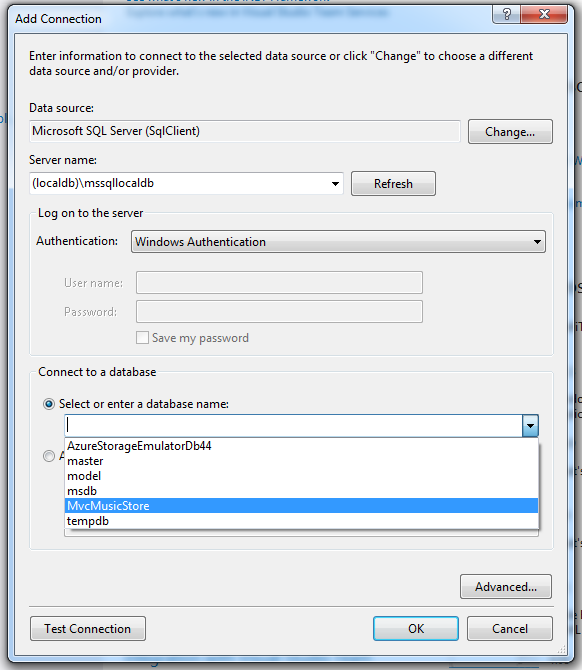 Add Connection
Enter information to connect to the selected data source or click "Change" to choose a different
data source and/or provider.
Data source:
Microsoft SQL Server (SqlClient)
Change...
Server name:
(localdb)\mssqllocaldb
Refresh
Log on to the server
Authentication:
Windows Authentication
User name:
Password:
Save my password
Connect to a database
Select or enter a database name:
AzureStorageEmulatorDb44
master
model
msdb
MvcMusicStore
tempdb
Advanced...
Test Connection
OK
Cancel